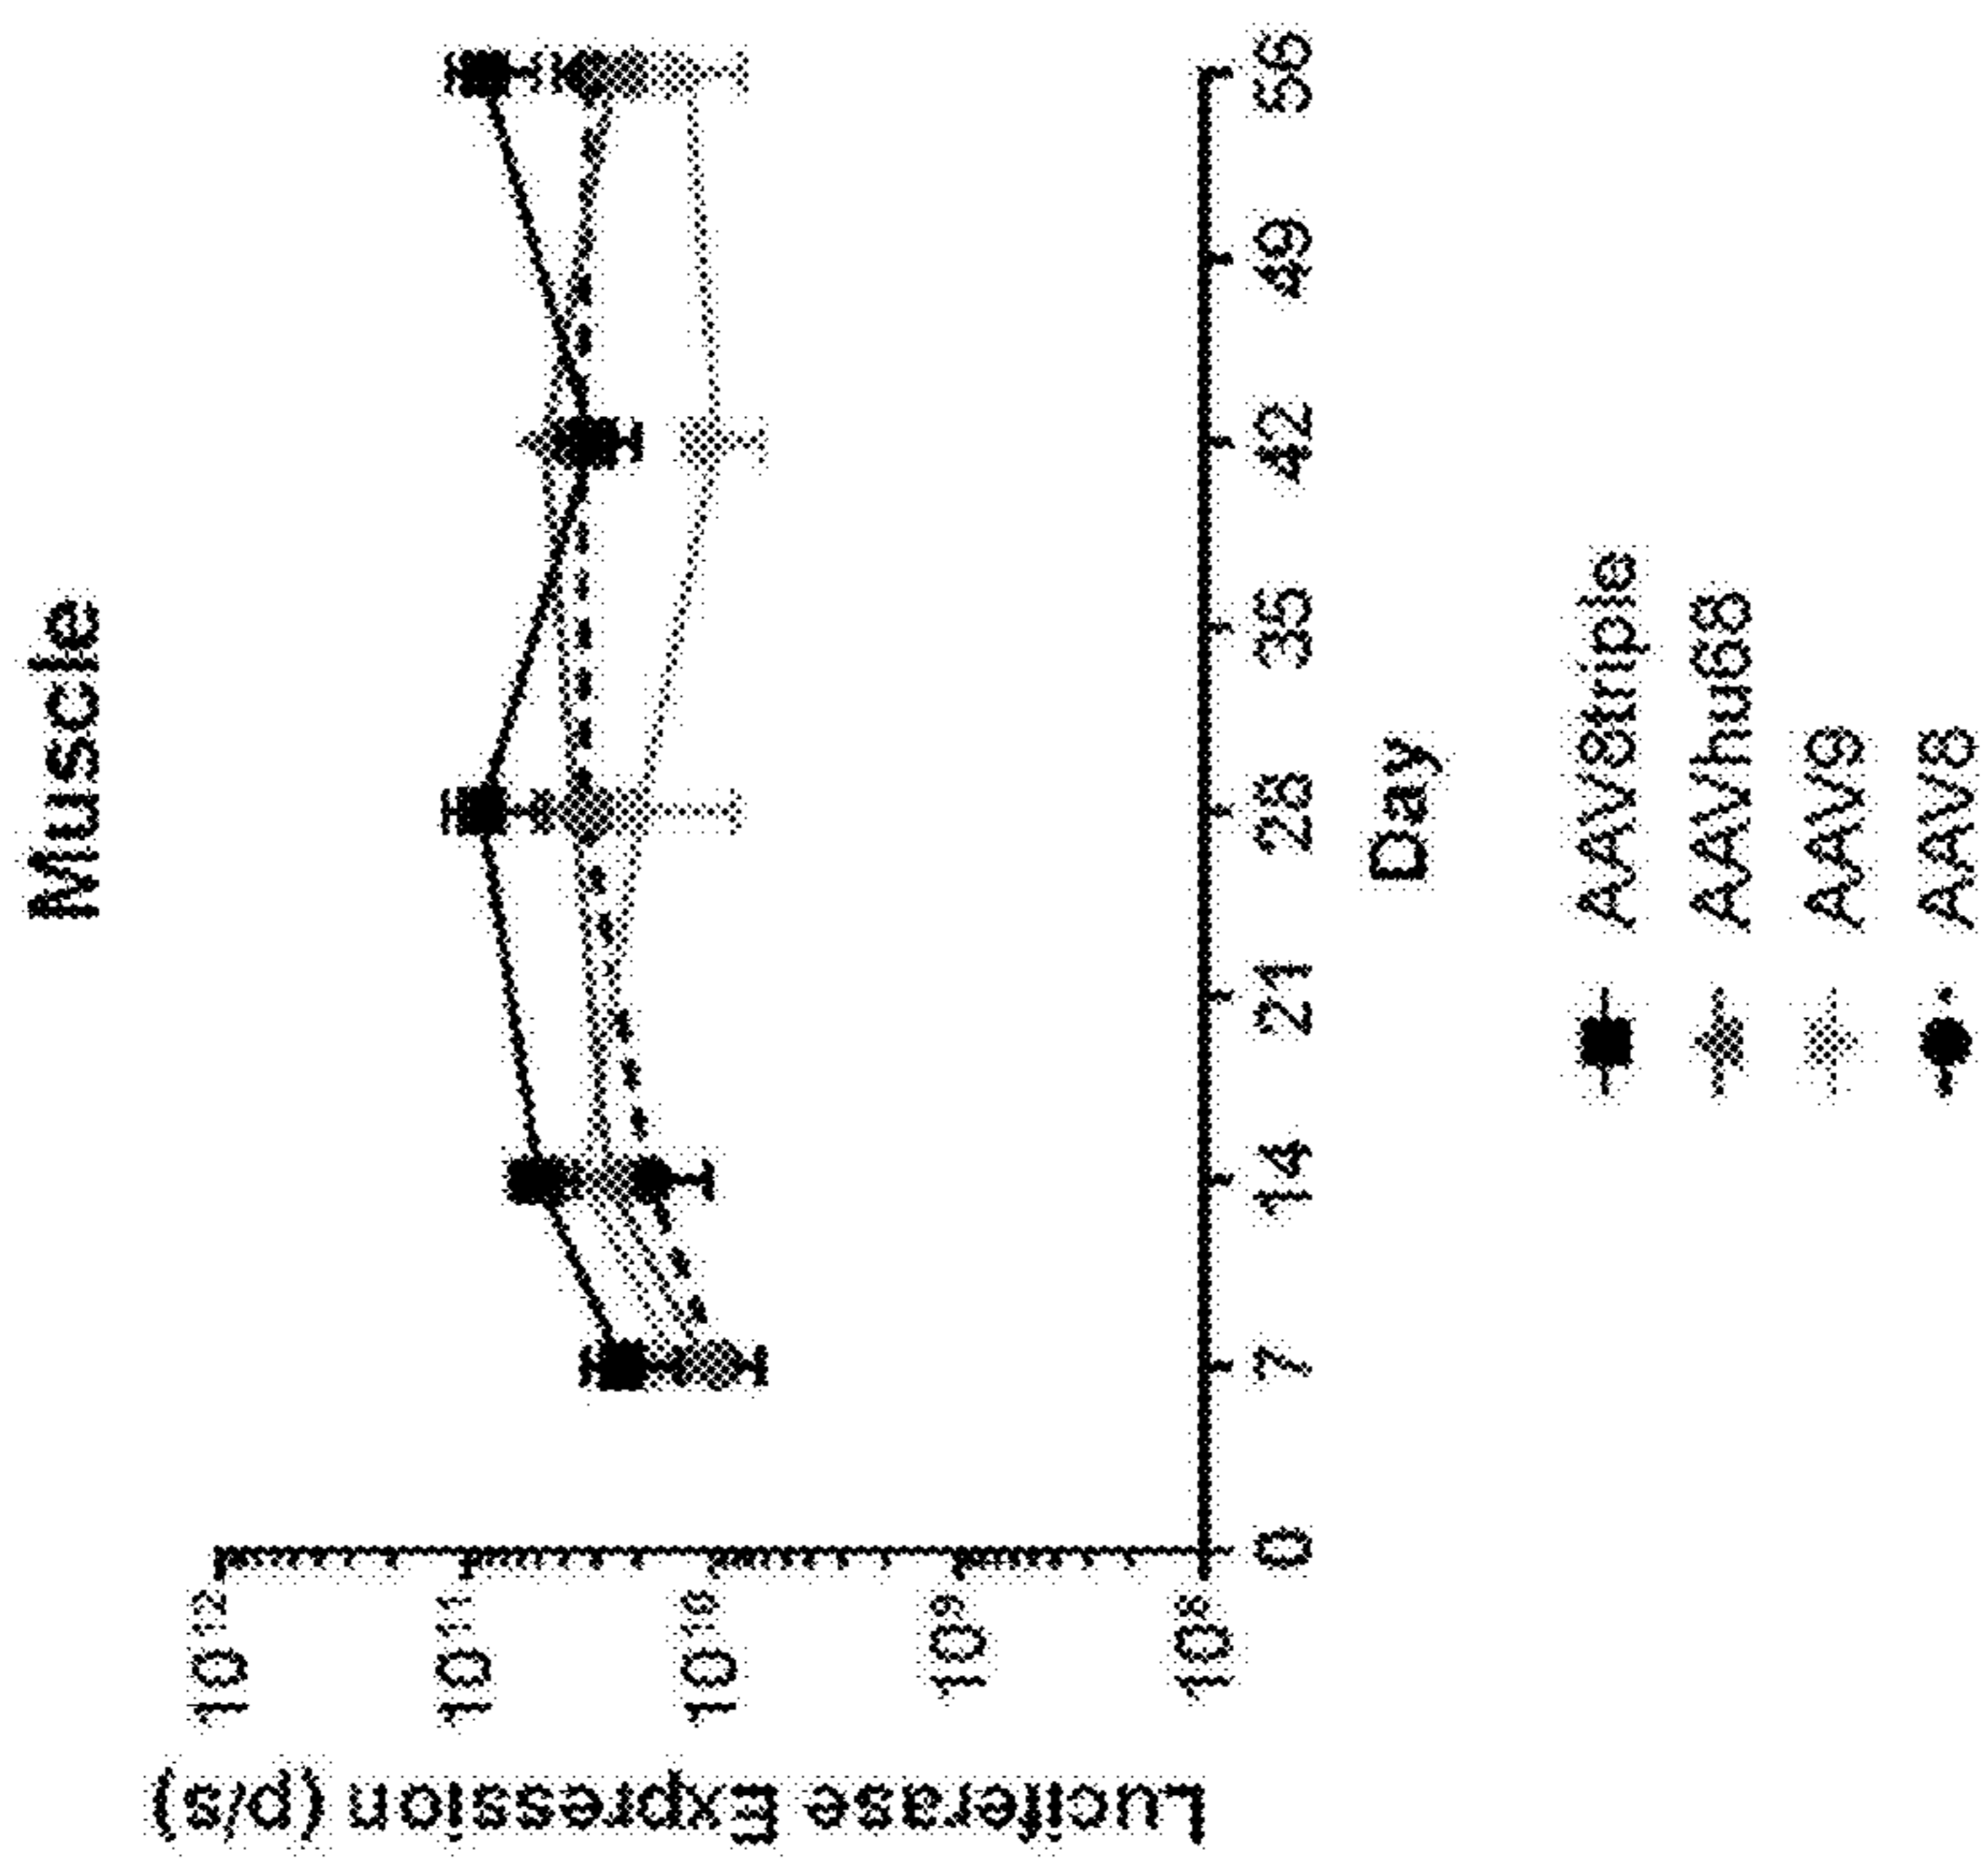 Muscle
Luciferase Expression (p/s)
10¹²
10¹¹
10¹⁰
10⁹
10⁸
0 7 14 21 28 35 42 49 56
Day
AAV9triple
AAVhu68
AAV9
AAV8